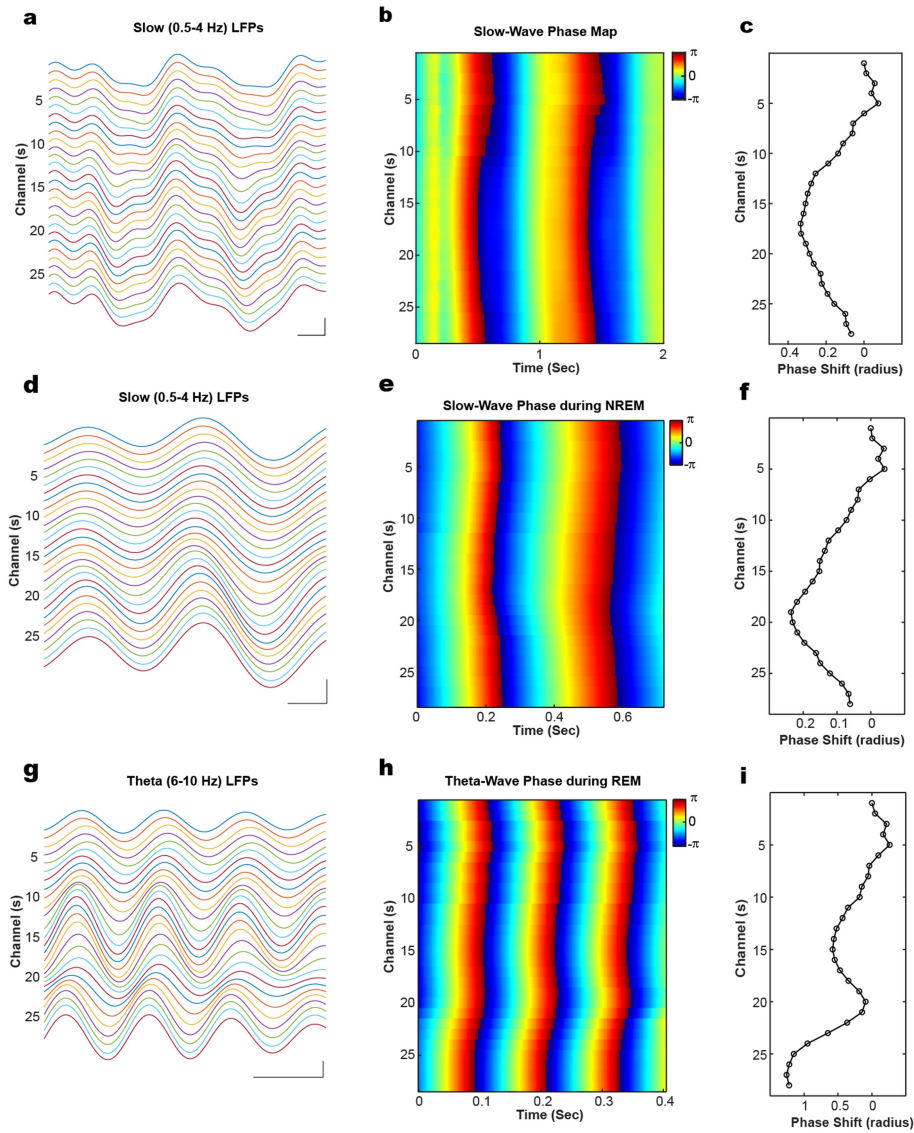 a
Slow (0.5-4 Hz) LFPs
Channel (s)
5
10
15
20
25
b
Slow-Wave Phase Map
π
0
-π
5
10
15
20
25
0 1 2
Time (Sec)
c
Channel (s)
5
10
15
20
25
0.4 0.2 0
Phase Shift (radius)
d
Slow (0.5-4 Hz) LFPs
Channel (s)
5
10
15
20
25
e
Slow-Wave Phase during NREM
π
0
-π
5
10
15
20
25
0 0.2 0.4 0.6
Time (Sec)
f
Channel (s)
5
10
15
20
25
0.2 0.1 0
Phase Shift (radius)
g
Theta (6-10 Hz) LFPs
Channel (s)
5
10
15
20
25
h
Theta-Wave Phase during REM
π
0
-π
5
10
15
20
25
0 0.1 0.2 0.3 0.4
Time (Sec)
i
Channel (s)
5
10
15
20
25
1 0.5 0
Phase Shift (radius)